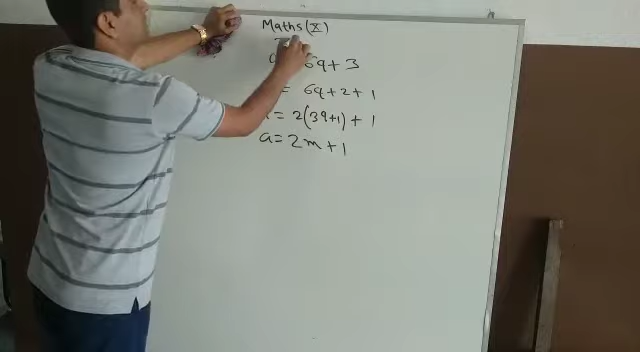 Maths (X)
6q + 3
= 6q + 2 + 1
= 2(3q+1) + 1
a = 2m + 1